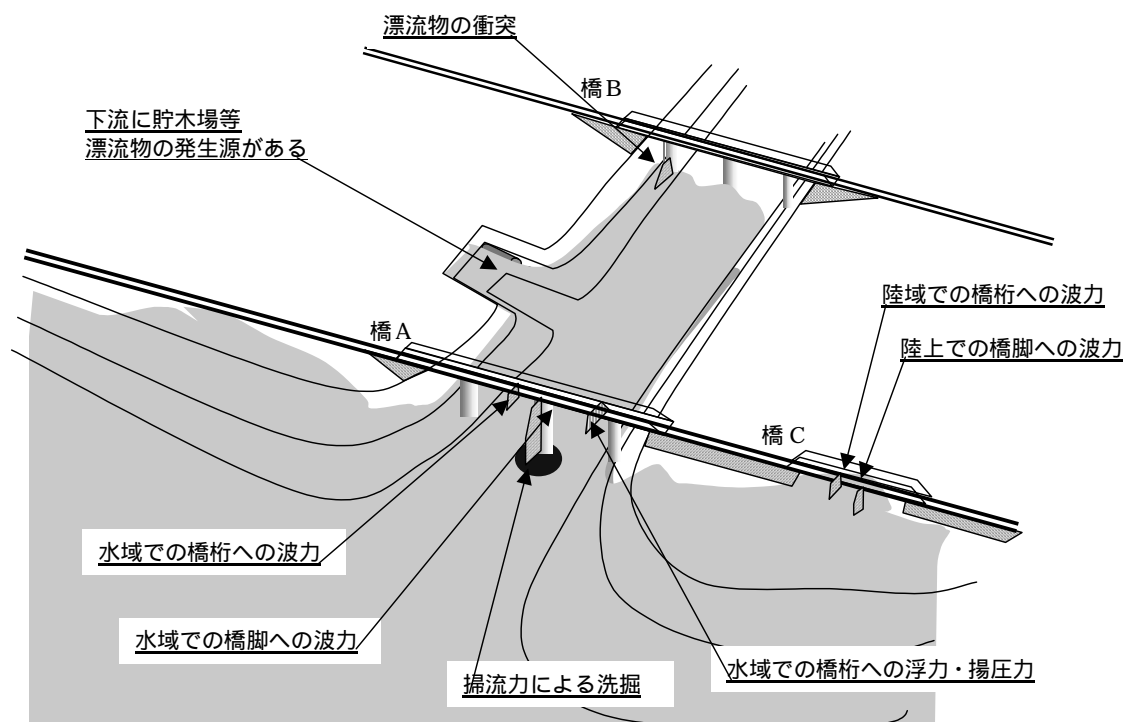 漂流物の衝突
橋B
下流に貯木場等
漂流物の発生源がある
陸域での橋桁への波力
橋A
陸上での橋脚への波力
橋C
水域での橋桁への波力
水域での橋脚への波力
掃流力による洗掘
水域での橋桁への浮力・揚圧力